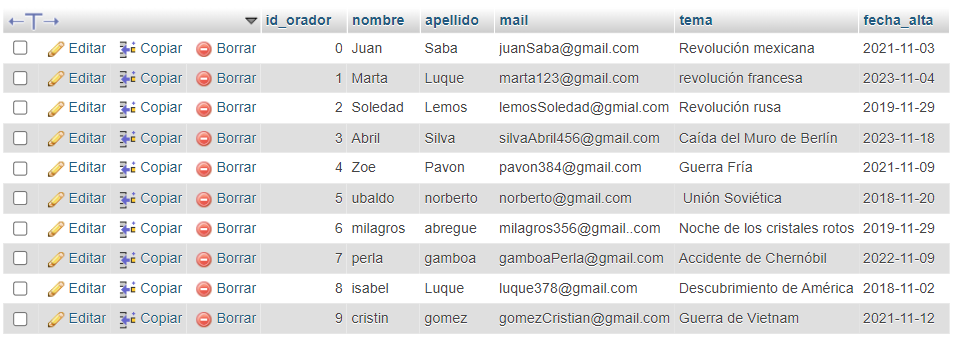 ←T→ id_orador nombre apellido mail tema fecha_alta
Editar Copiar Borrar 0 Juan Saba juanSaba@gmail.com Revolución mexicana 2021-11-03
Editar Copiar Borrar 1 Marta Luque marta123@gmail.com revolución francesa 2023-11-04
Editar Copiar Borrar 2 Soledad Lemos lemosSoledad@gmial.com Revolución rusa 2019-11-29
Editar Copiar Borrar 3 Abril Silva silvaAbril456@gmail.com Caída del Muro de Berlín 2023-11-18
Editar Copiar Borrar 4 Zoe Pavon pavon384@gmail.com Guerra Fría 2021-11-09
Editar Copiar Borrar 5 ubaldo norberto norberto@gmail.com Unión Soviética 2018-11-20
Editar Copiar Borrar 6 milagros abregue milagros356@gmail..com Noche de los cristales rotos 2019-11-29
Editar Copiar Borrar 7 perla gamboa gamboaPerla@gmail.com Accidente de Chernóbil 2022-11-09
Editar Copiar Borrar 8 isabel Luque luque378@gmail.com Descubrimiento de América 2018-11-02
Editar Copiar Borrar 9 cristin gomez gomezCristian@gmail.com Guerra de Vietnam 2021-11-12